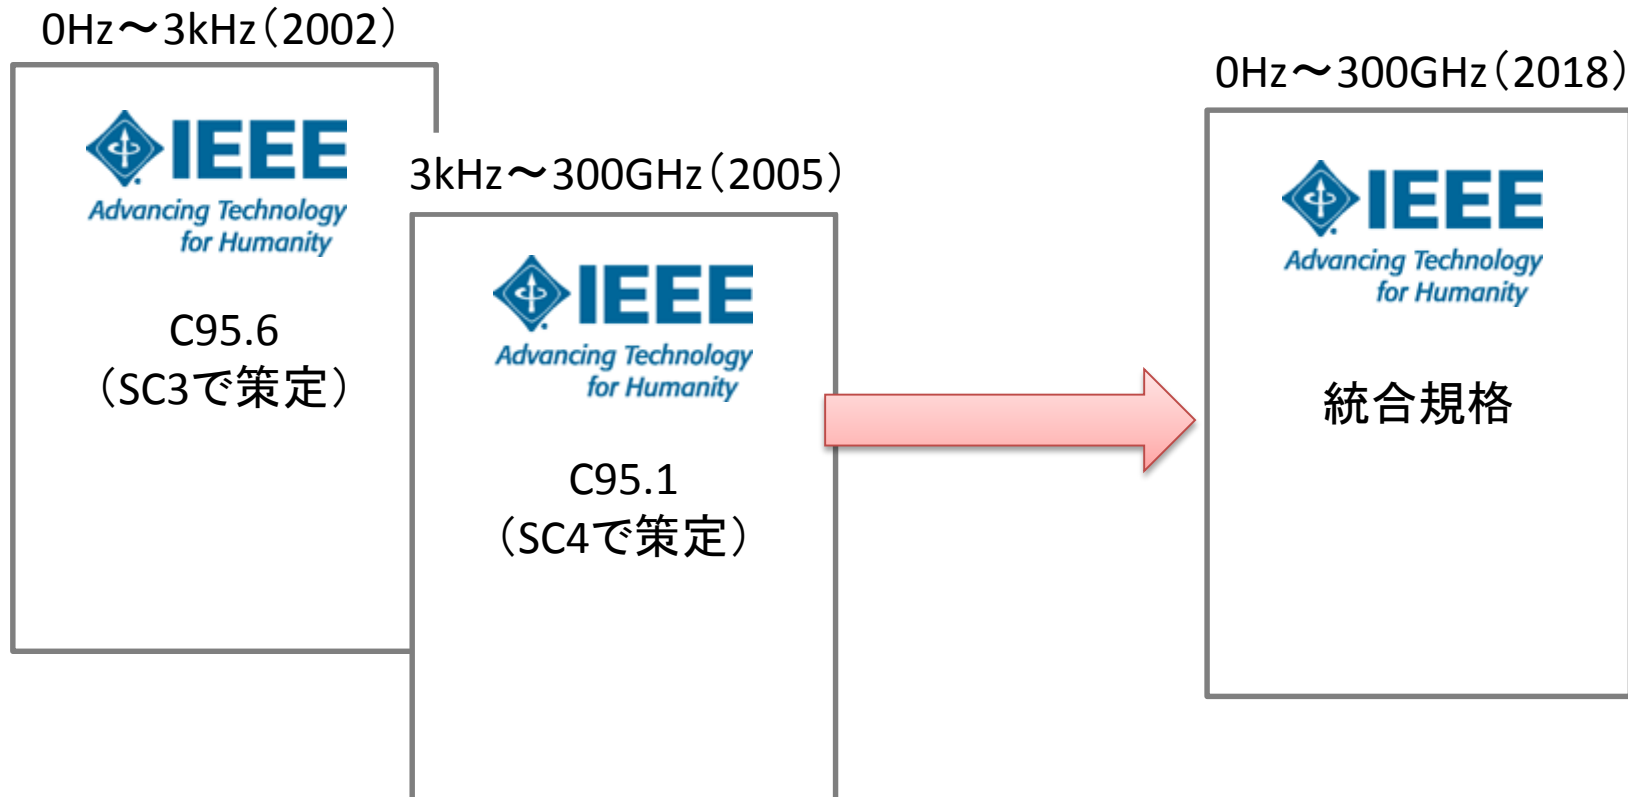 0Hz～3kHz（2002）
IEEE
Advancing Technology
for Humanity
C95.6
（SC3で策定）
3kHz～300GHz（2005）
IEEE
Advancing Technology
for Humanity
C95.1
（SC4で策定）
0Hz～300GHz（2018）
IEEE
Advancing Technology
for Humanity
統合規格